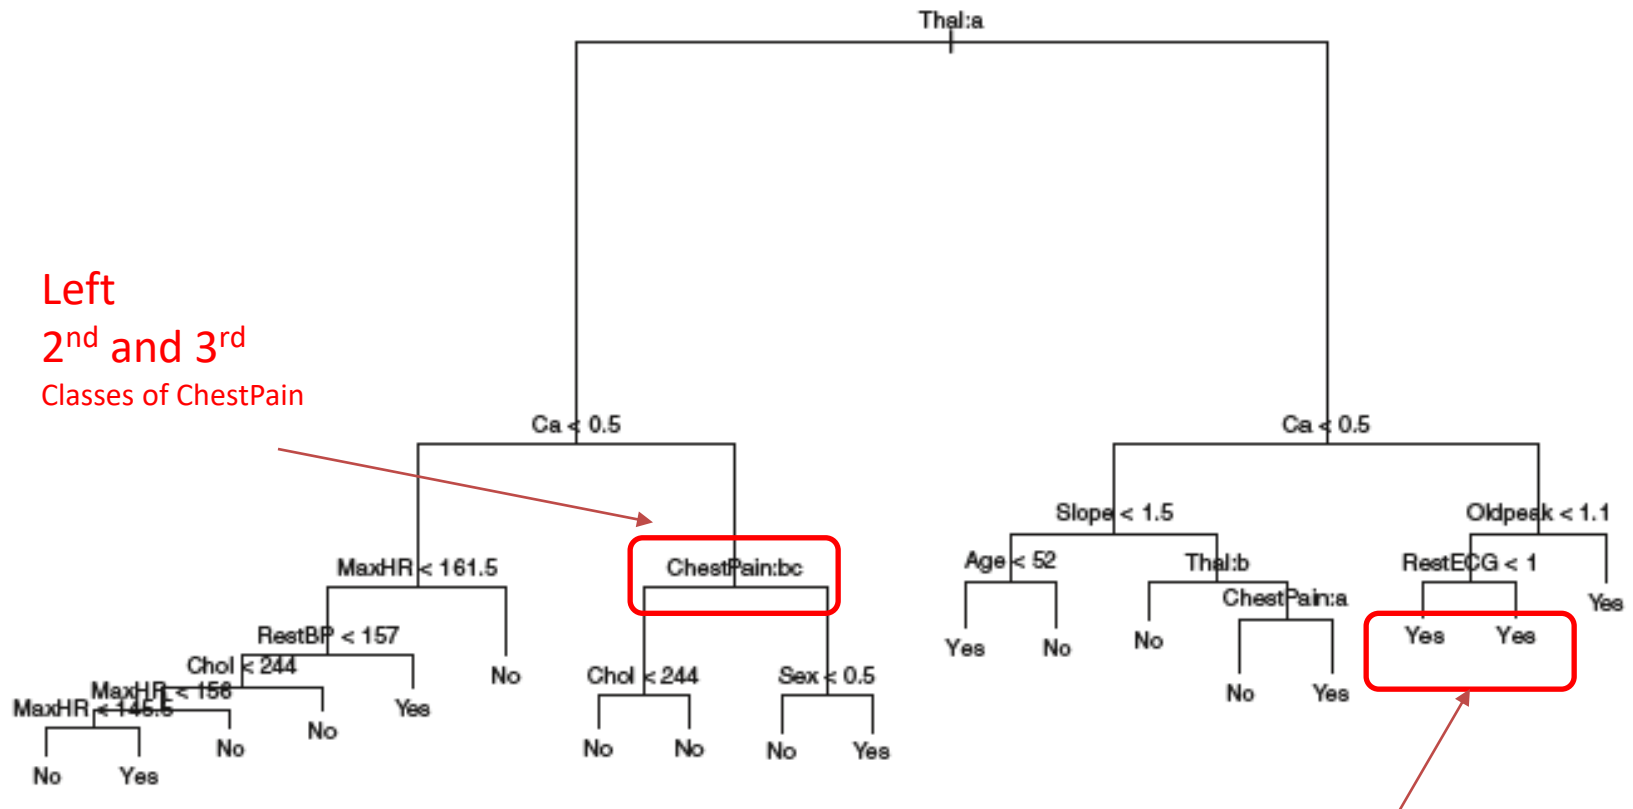 Thal:a
Left
2nd and 3rd
Classes of ChestPain
Ca < 0.5
Ca < 0.5
Slope < 1.5
Oldpeak < 1.1
MaxHR < 161.5
ChestPain:bc
Age < 52
Thal:b
RestECG < 1
ChestPain:a
Yes
RestBP < 157
Yes
No
No
Yes
Yes
Chol < 244
No
Chol < 244
Sex < 0.5
No
Yes
MaxHR < 156
MaxHR < 145.5
Yes
No
No
No
No
No
Yes
No
Yes